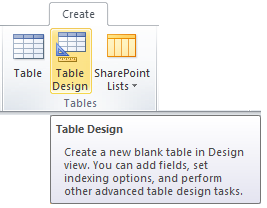 Create
Table
Table
Design
SharePoint
Lists
Tables
Table Design
Create a new blank table in Design
view. You can add fields, set
indexing options, and perform
other advanced table design tasks.